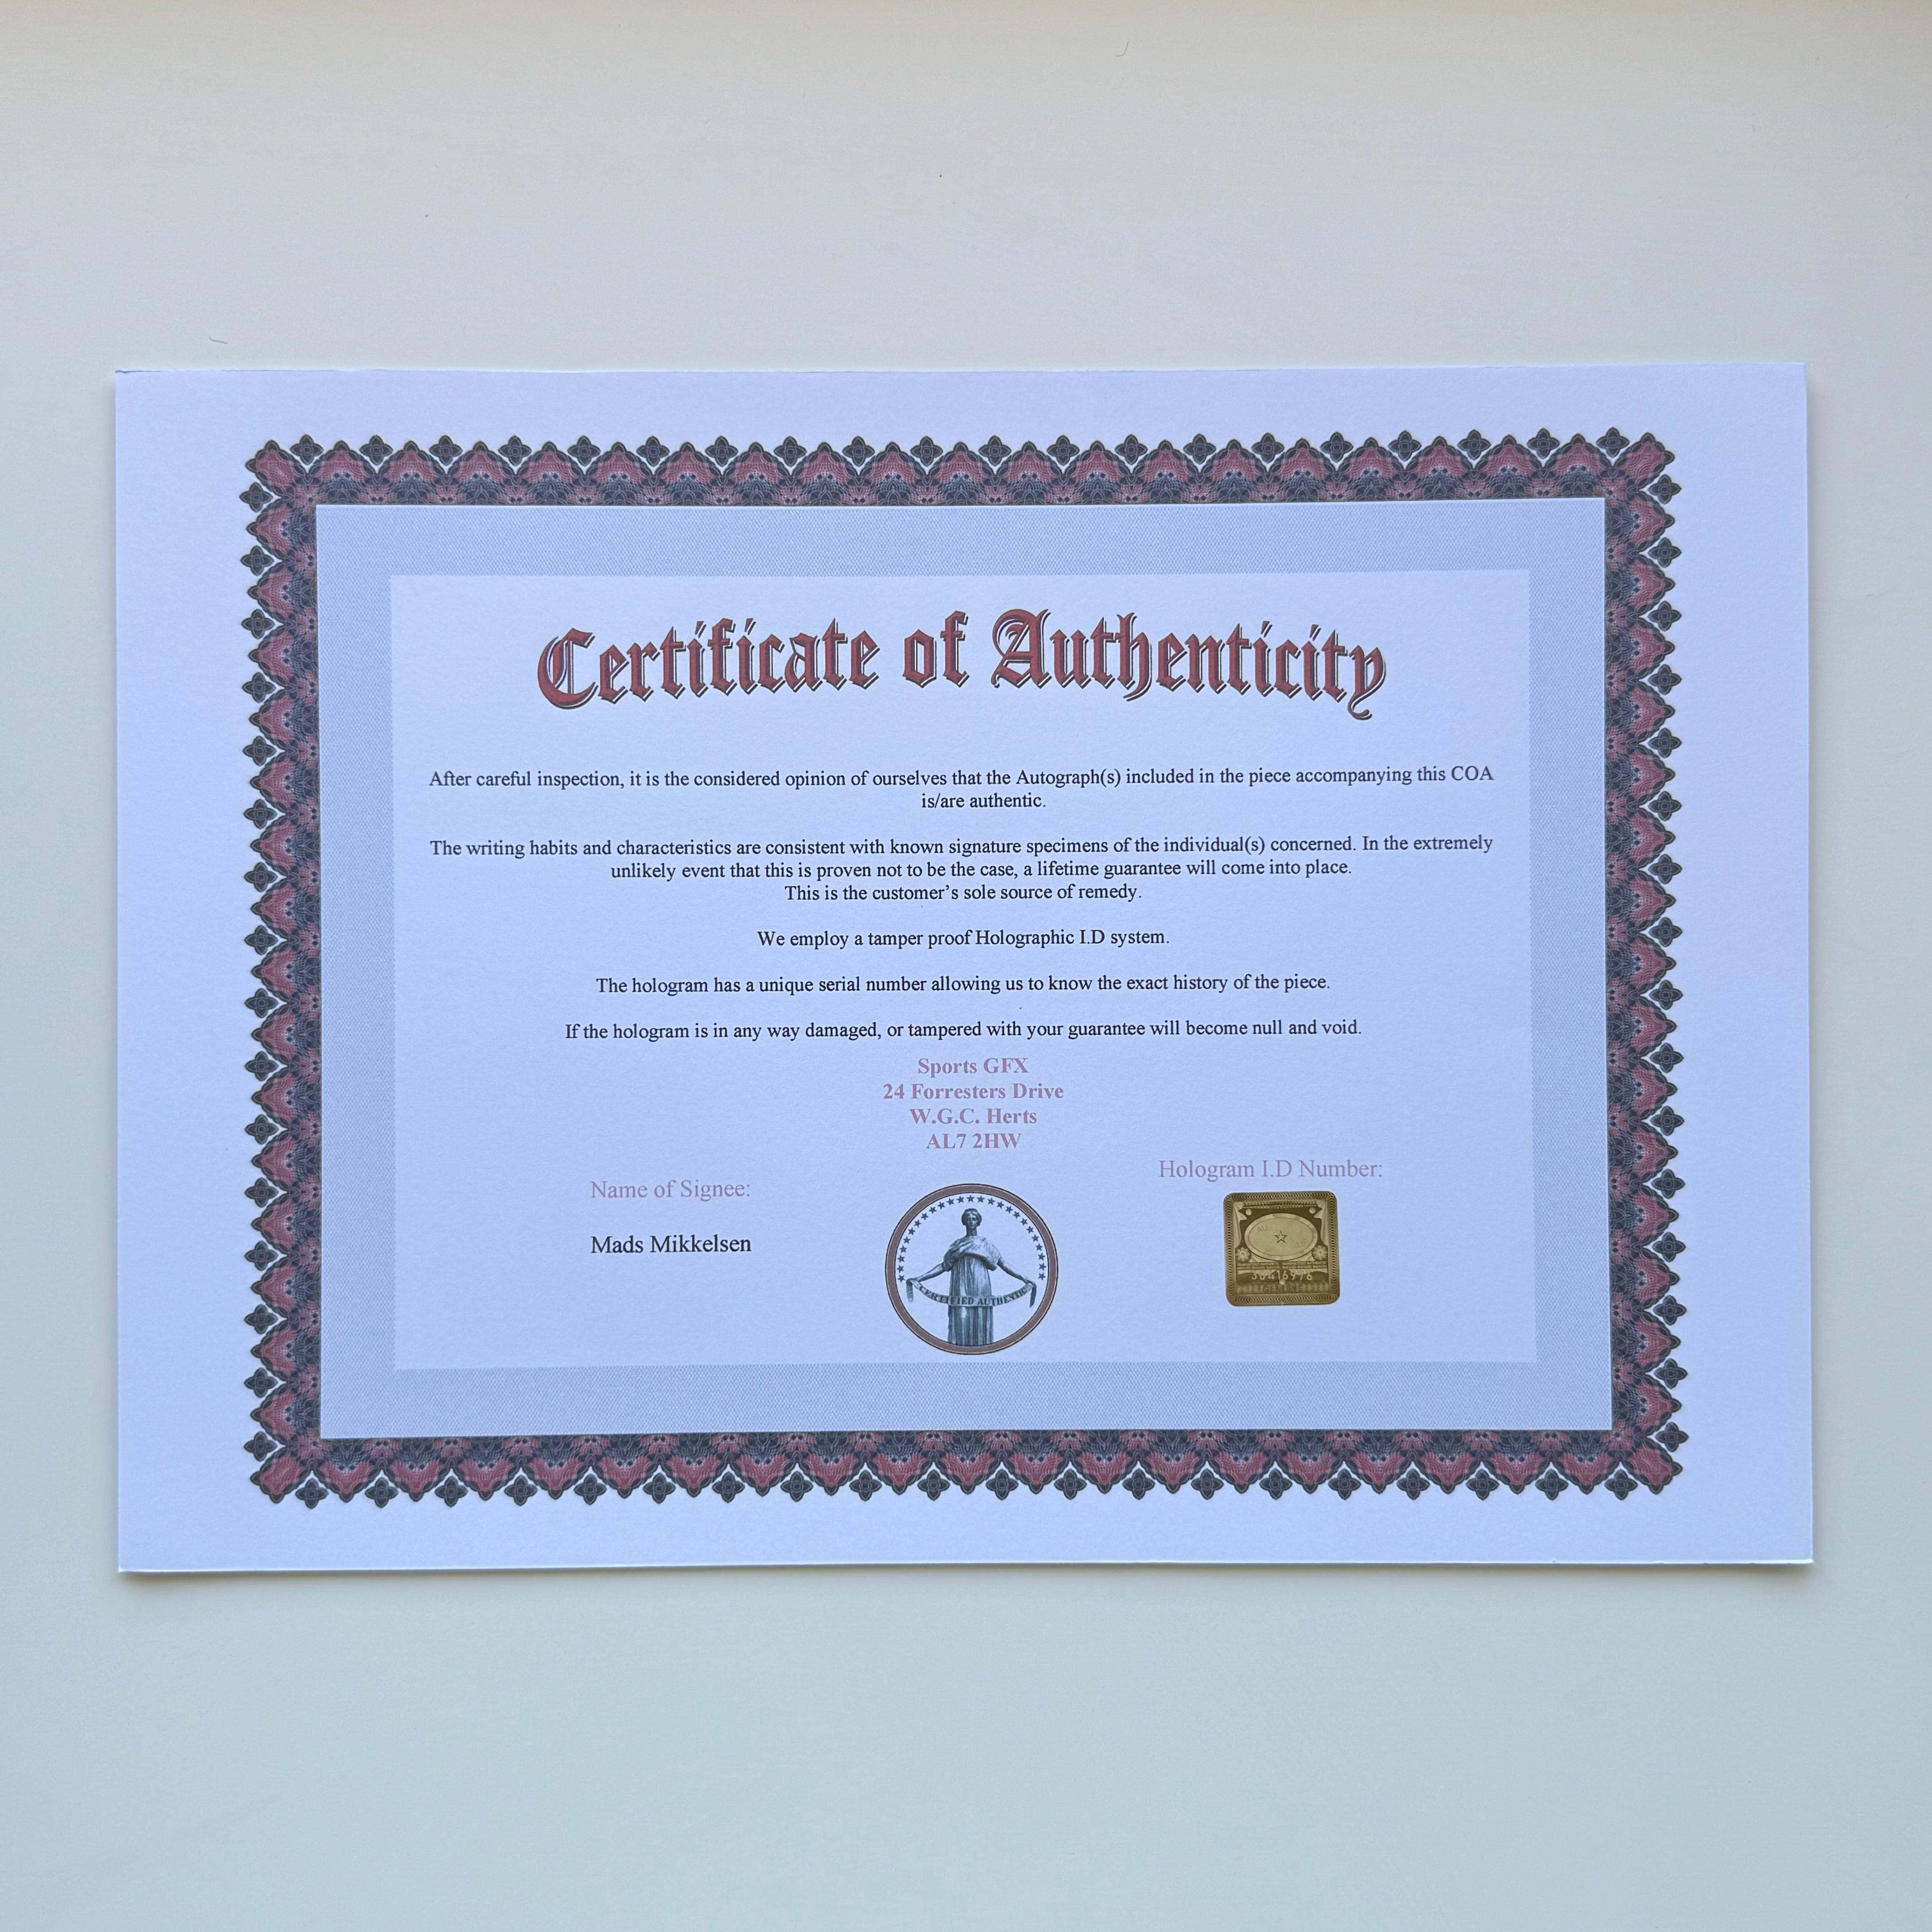 Certificate of Authenticity
After careful inspection, it is the considered opinion of ourselves that the Autograph(s) included in the piece accompanying this COA
is/are authentic.
The writing habits and characteristics are consistent with known signature specimens of the individual(s) concerned. In the extremely
unlikely event that this is proven not to be the case, a lifetime guarantee will come into place.
This is the customer's sole source of remedy.
We employ a tamper proof Holographic I.D system.
The hologram has a unique serial number allowing us to know the exact history of the piece.
If the hologram is in any way damaged, or tampered with your guarantee will become null and void.
Sports GFX
24 Forresters Drive
W.G.C. Herts
AL7 2HW
Name of Signee:
Mads Mikkelsen
CERTIFIED AUTHENTIC
Hologram I.D Number: